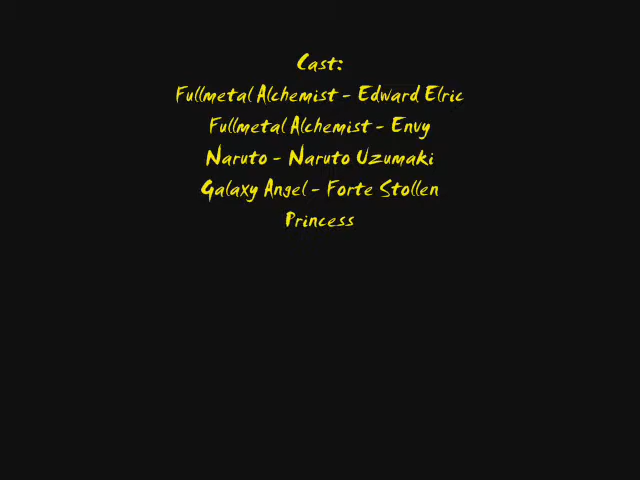 Cast:
Fullmetal Alchemist - Edward Elric
Fullmetal Alchemist - Envy
Naruto - Naruto Uzumaki
Galaxy Angel - Forte Stollen
Princess